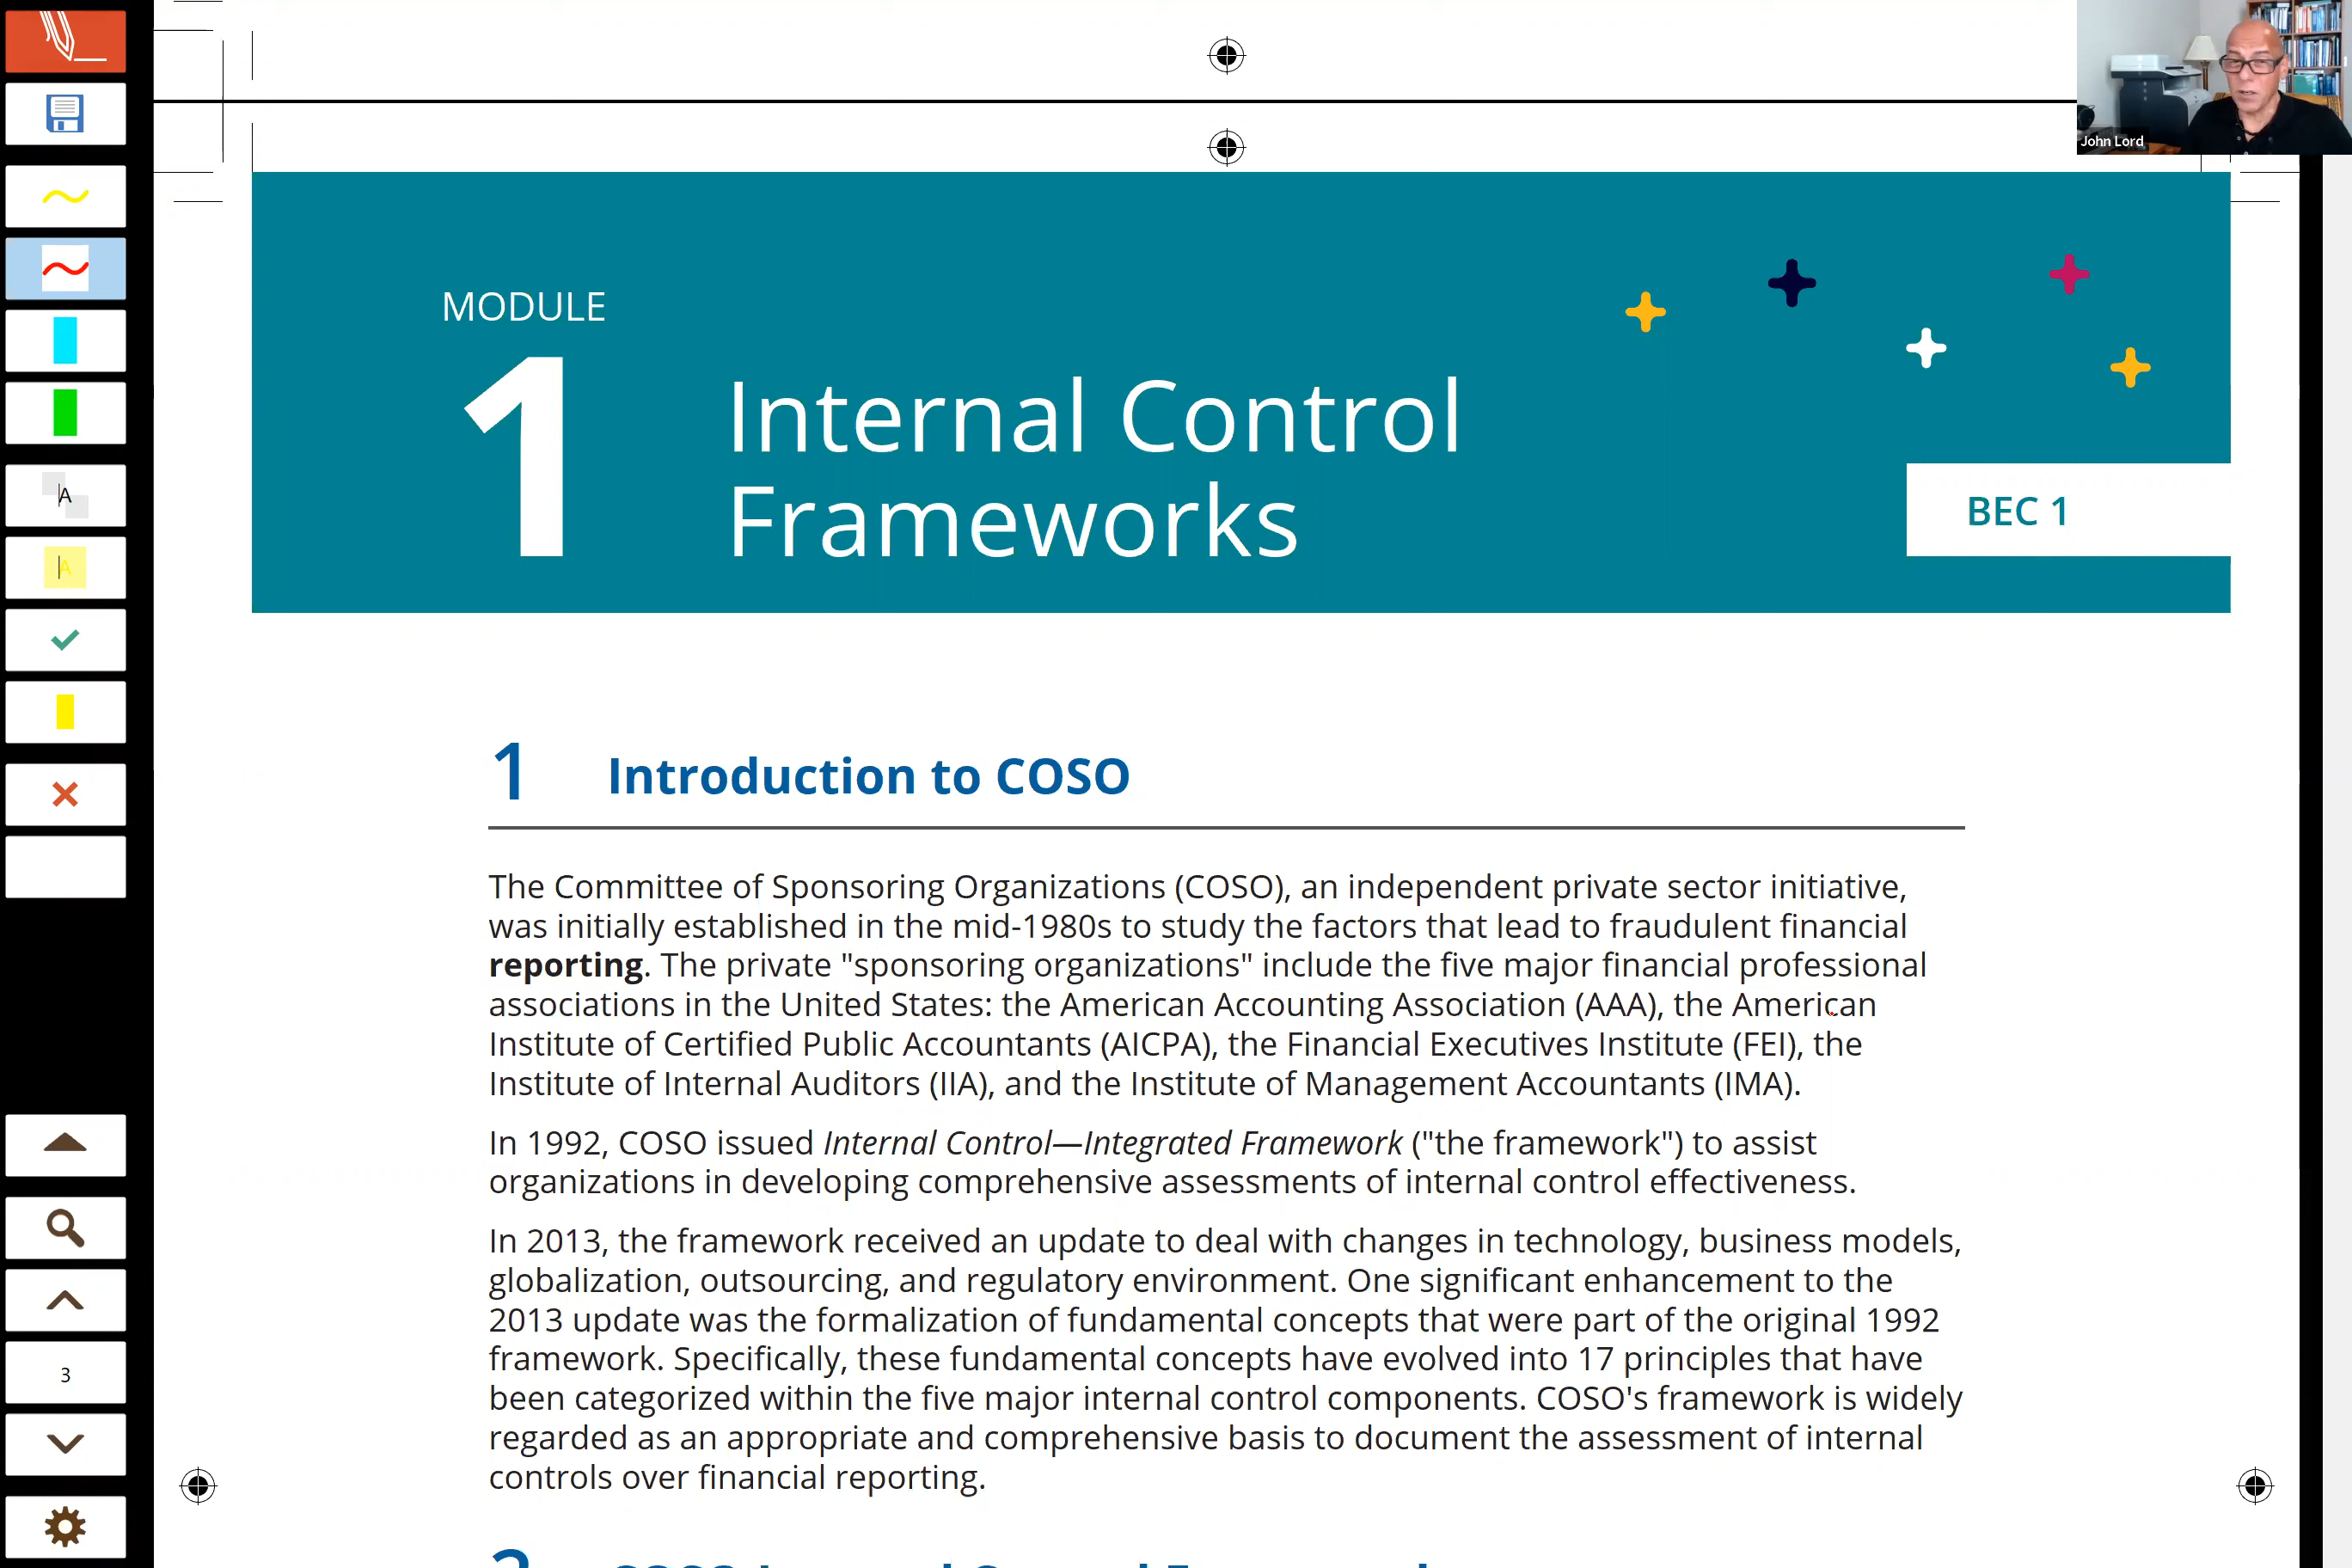 John Lord
MODULE
1
Internal Control
Frameworks
BEC 1
1 Introduction to COSO
The Committee of Sponsoring Organizations (COSO), an independent private sector initiative,
was initially established in the mid-1980s to study the factors that lead to fraudulent financial
reporting. The private "sponsoring organizations" include the five major financial professional
associations in the United States: the American Accounting Association (AAA), the American
Institute of Certified Public Accountants (AICPA), the Financial Executives Institute (FEI), the
Institute of Internal Auditors (IIA), and the Institute of Management Accountants (IMA).
In 1992, COSO issued Internal Control—Integrated Framework ("the framework") to assist
organizations in developing comprehensive assessments of internal control effectiveness.
In 2013, the framework received an update to deal with changes in technology, business models,
globalization, outsourcing, and regulatory environment. One significant enhancement to the
2013 update was the formalization of fundamental concepts that were part of the original 1992
framework. Specifically, these fundamental concepts have evolved into 17 principles that have
been categorized within the five major internal control components. COSO's framework is widely
regarded as an appropriate and comprehensive basis to document the assessment of internal
controls over financial reporting.
A
A
3